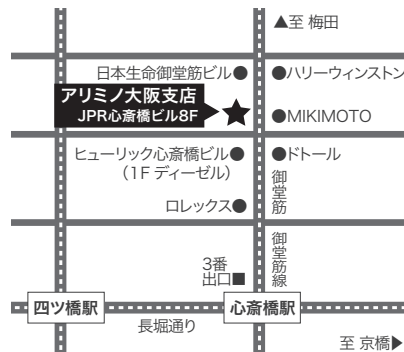 ▲至 梅田
日本生命御堂筋ビル●
●ハリーウィンストン
アリミノ大阪支店
JPR心斎橋ビル8F
★
●MIKIMOTO
ヒューリック心斎橋ビル●
(1F ディーゼル)
●ドトール
御堂筋
ロレックス●
御堂筋線
3番
出口■
四ツ橋駅
心斎橋駅
長堀通り
至 京橋▶